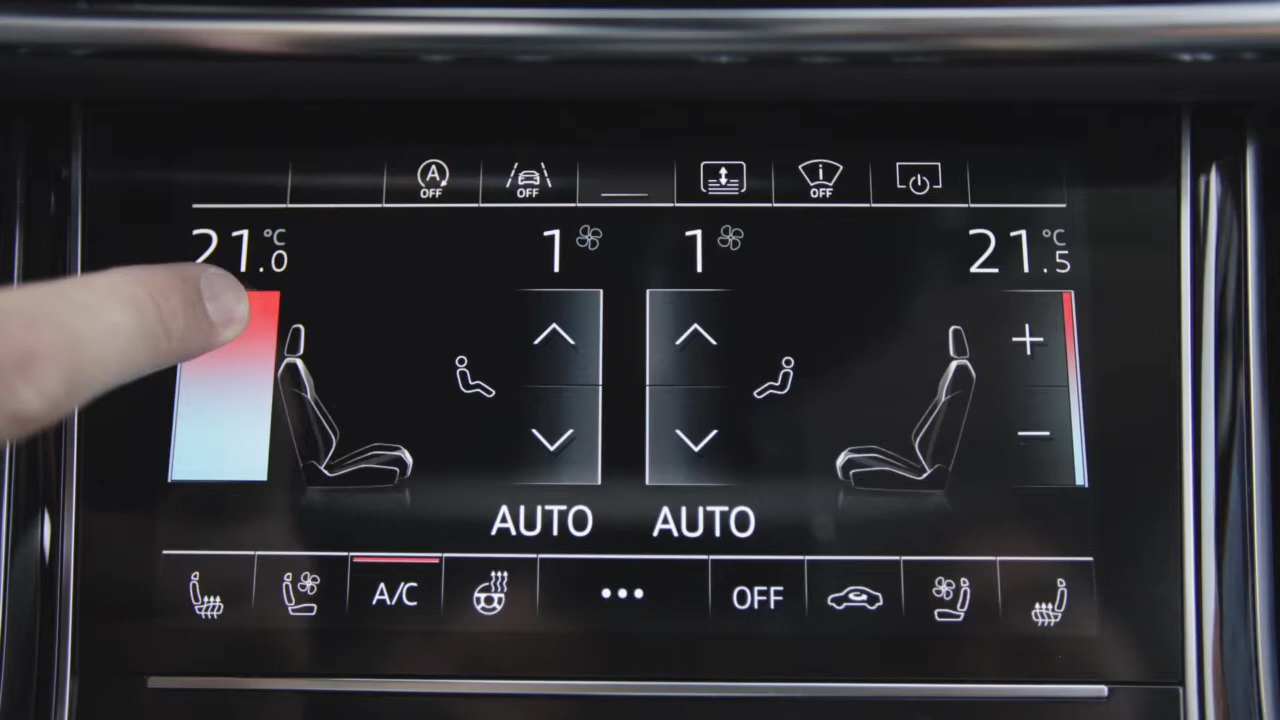 A
OFF OFF i OFF
21.0 °C 1 1 21.5 °C
AUTO AUTO
A/C ••• OFF